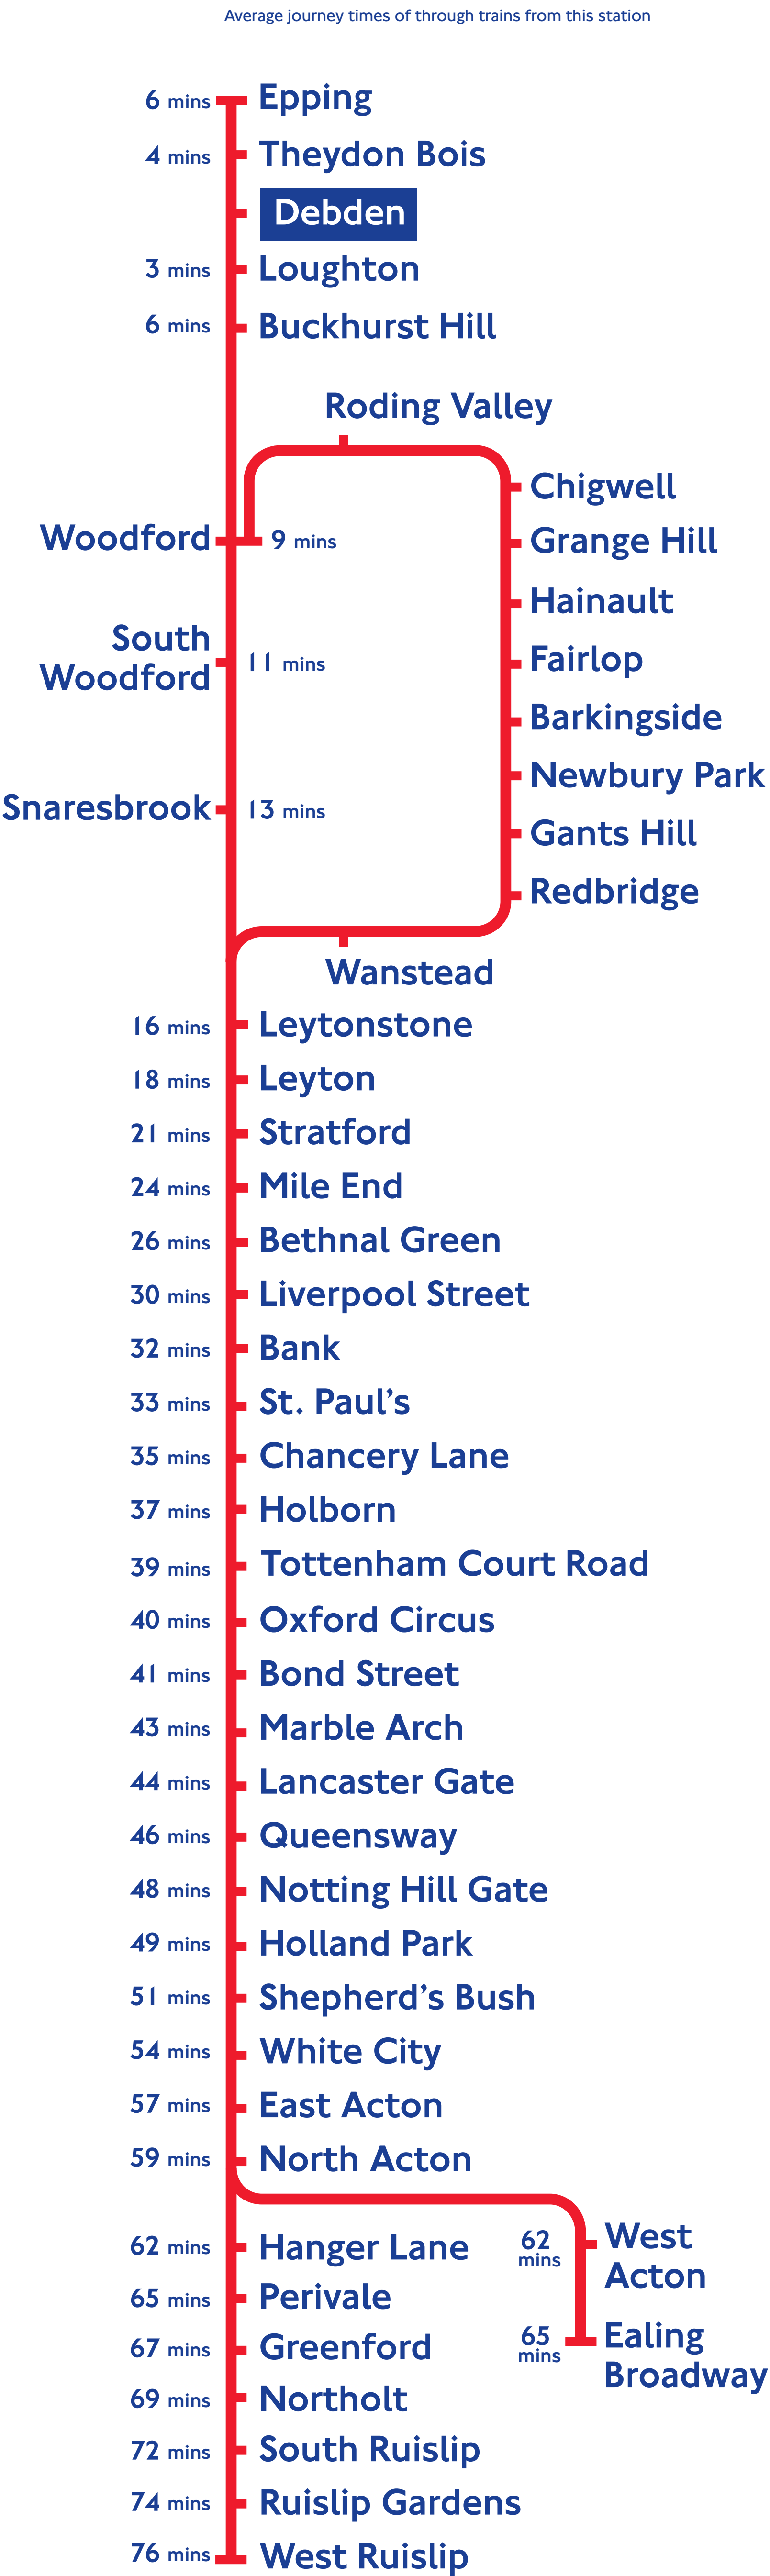 Average journey times of through trains from this station
6 mins Epping
4 mins Theydon Bois
Debden
3 mins Loughton
6 mins Buckhurst Hill
Roding Valley
Chigwell
Woodford 9 mins Grange Hill
Hainault
South
Woodford 11 mins
Fairlop
Barkingside
Newbury Park
Snaresbrook 13 mins
Gants Hill
Redbridge
Wanstead
16 mins Leytonstone
18 mins Leyton
21 mins Stratford
24 mins Mile End
26 mins Bethnal Green
30 mins Liverpool Street
32 mins Bank
33 mins St. Paul's
35 mins Chancery Lane
37 mins Holborn
39 mins Tottenham Court Road
40 mins Oxford Circus
41 mins Bond Street
43 mins Marble Arch
44 mins Lancaster Gate
46 mins Queensway
48 mins Notting Hill Gate
49 mins Holland Park
51 mins Shepherd's Bush
54 mins White City
57 mins East Acton
59 mins North Acton
62 mins Hanger Lane
62
mins
West
Acton
65 mins Perivale
67 mins Greenford
65
mins
Ealing
Broadway
69 mins Northolt
72 mins South Ruislip
74 mins Ruislip Gardens
76 mins West Ruislip